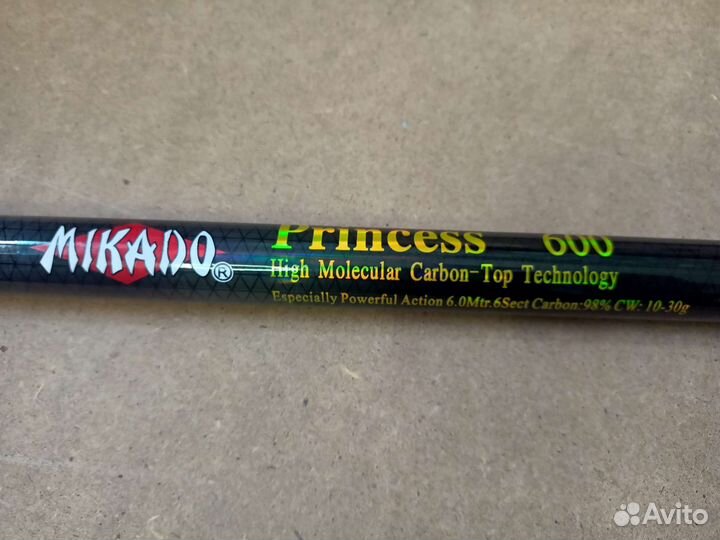 MIKADO ®
Princess 600
High Molecular Carbon-Top Technology
Especially Powerful Action 6.0Mtr.6Sect Carbon:98% CW: 10-30g
Avito